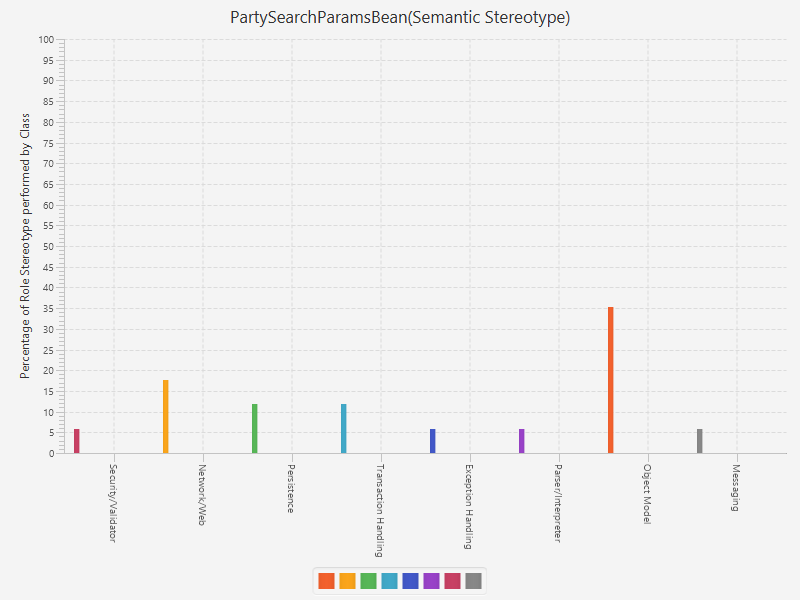 PartySearchParamsBean(Semantic Stereotype)
Percentage of Role Stereotype performed by Class
100
95
90
85
80
75
70
65
60
55
50
45
40
35
30
25
20
15
10
5
0
Security/Validator
Network/Web
Persistence
Transaction Handling
Exception Handling
Parser/Interpreter
Object Model
Messaging